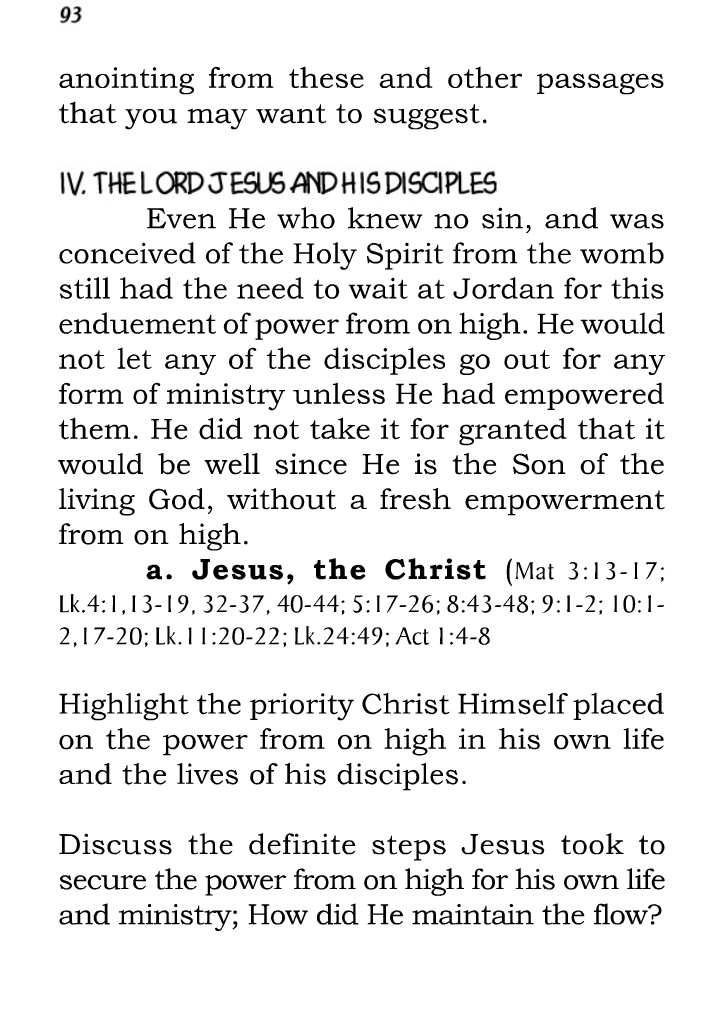 93
anointing from these and other passages
that you may want to suggest.
IV. THE LORD JESUS AND HIS DISCIPLES
Even He who knew no sin, and was
conceived of the Holy Spirit from the womb
still had the need to wait at Jordan for this
enduement of power from on high. He would
not let any of the disciples go out for any
form of ministry unless He had empowered
them. He did not take it for granted that it
would be well since He is the Son of the
living God, without a fresh empowerment
from on high.
a. Jesus, the Christ (Mat 3:13-17;
Lk.4:1,13-19, 32-37, 40-44; 5:17-26; 8:43-48; 9:1-2; 10:1-
2,17-20; Lk.11:20-22; Lk.24:49; Act 1:4-8
Highlight the priority Christ Himself placed
on the power from on high in his own life
and the lives of his disciples.
Discuss the definite steps Jesus took to
secure the power from on high for his own life
and ministry; How did He maintain the flow?